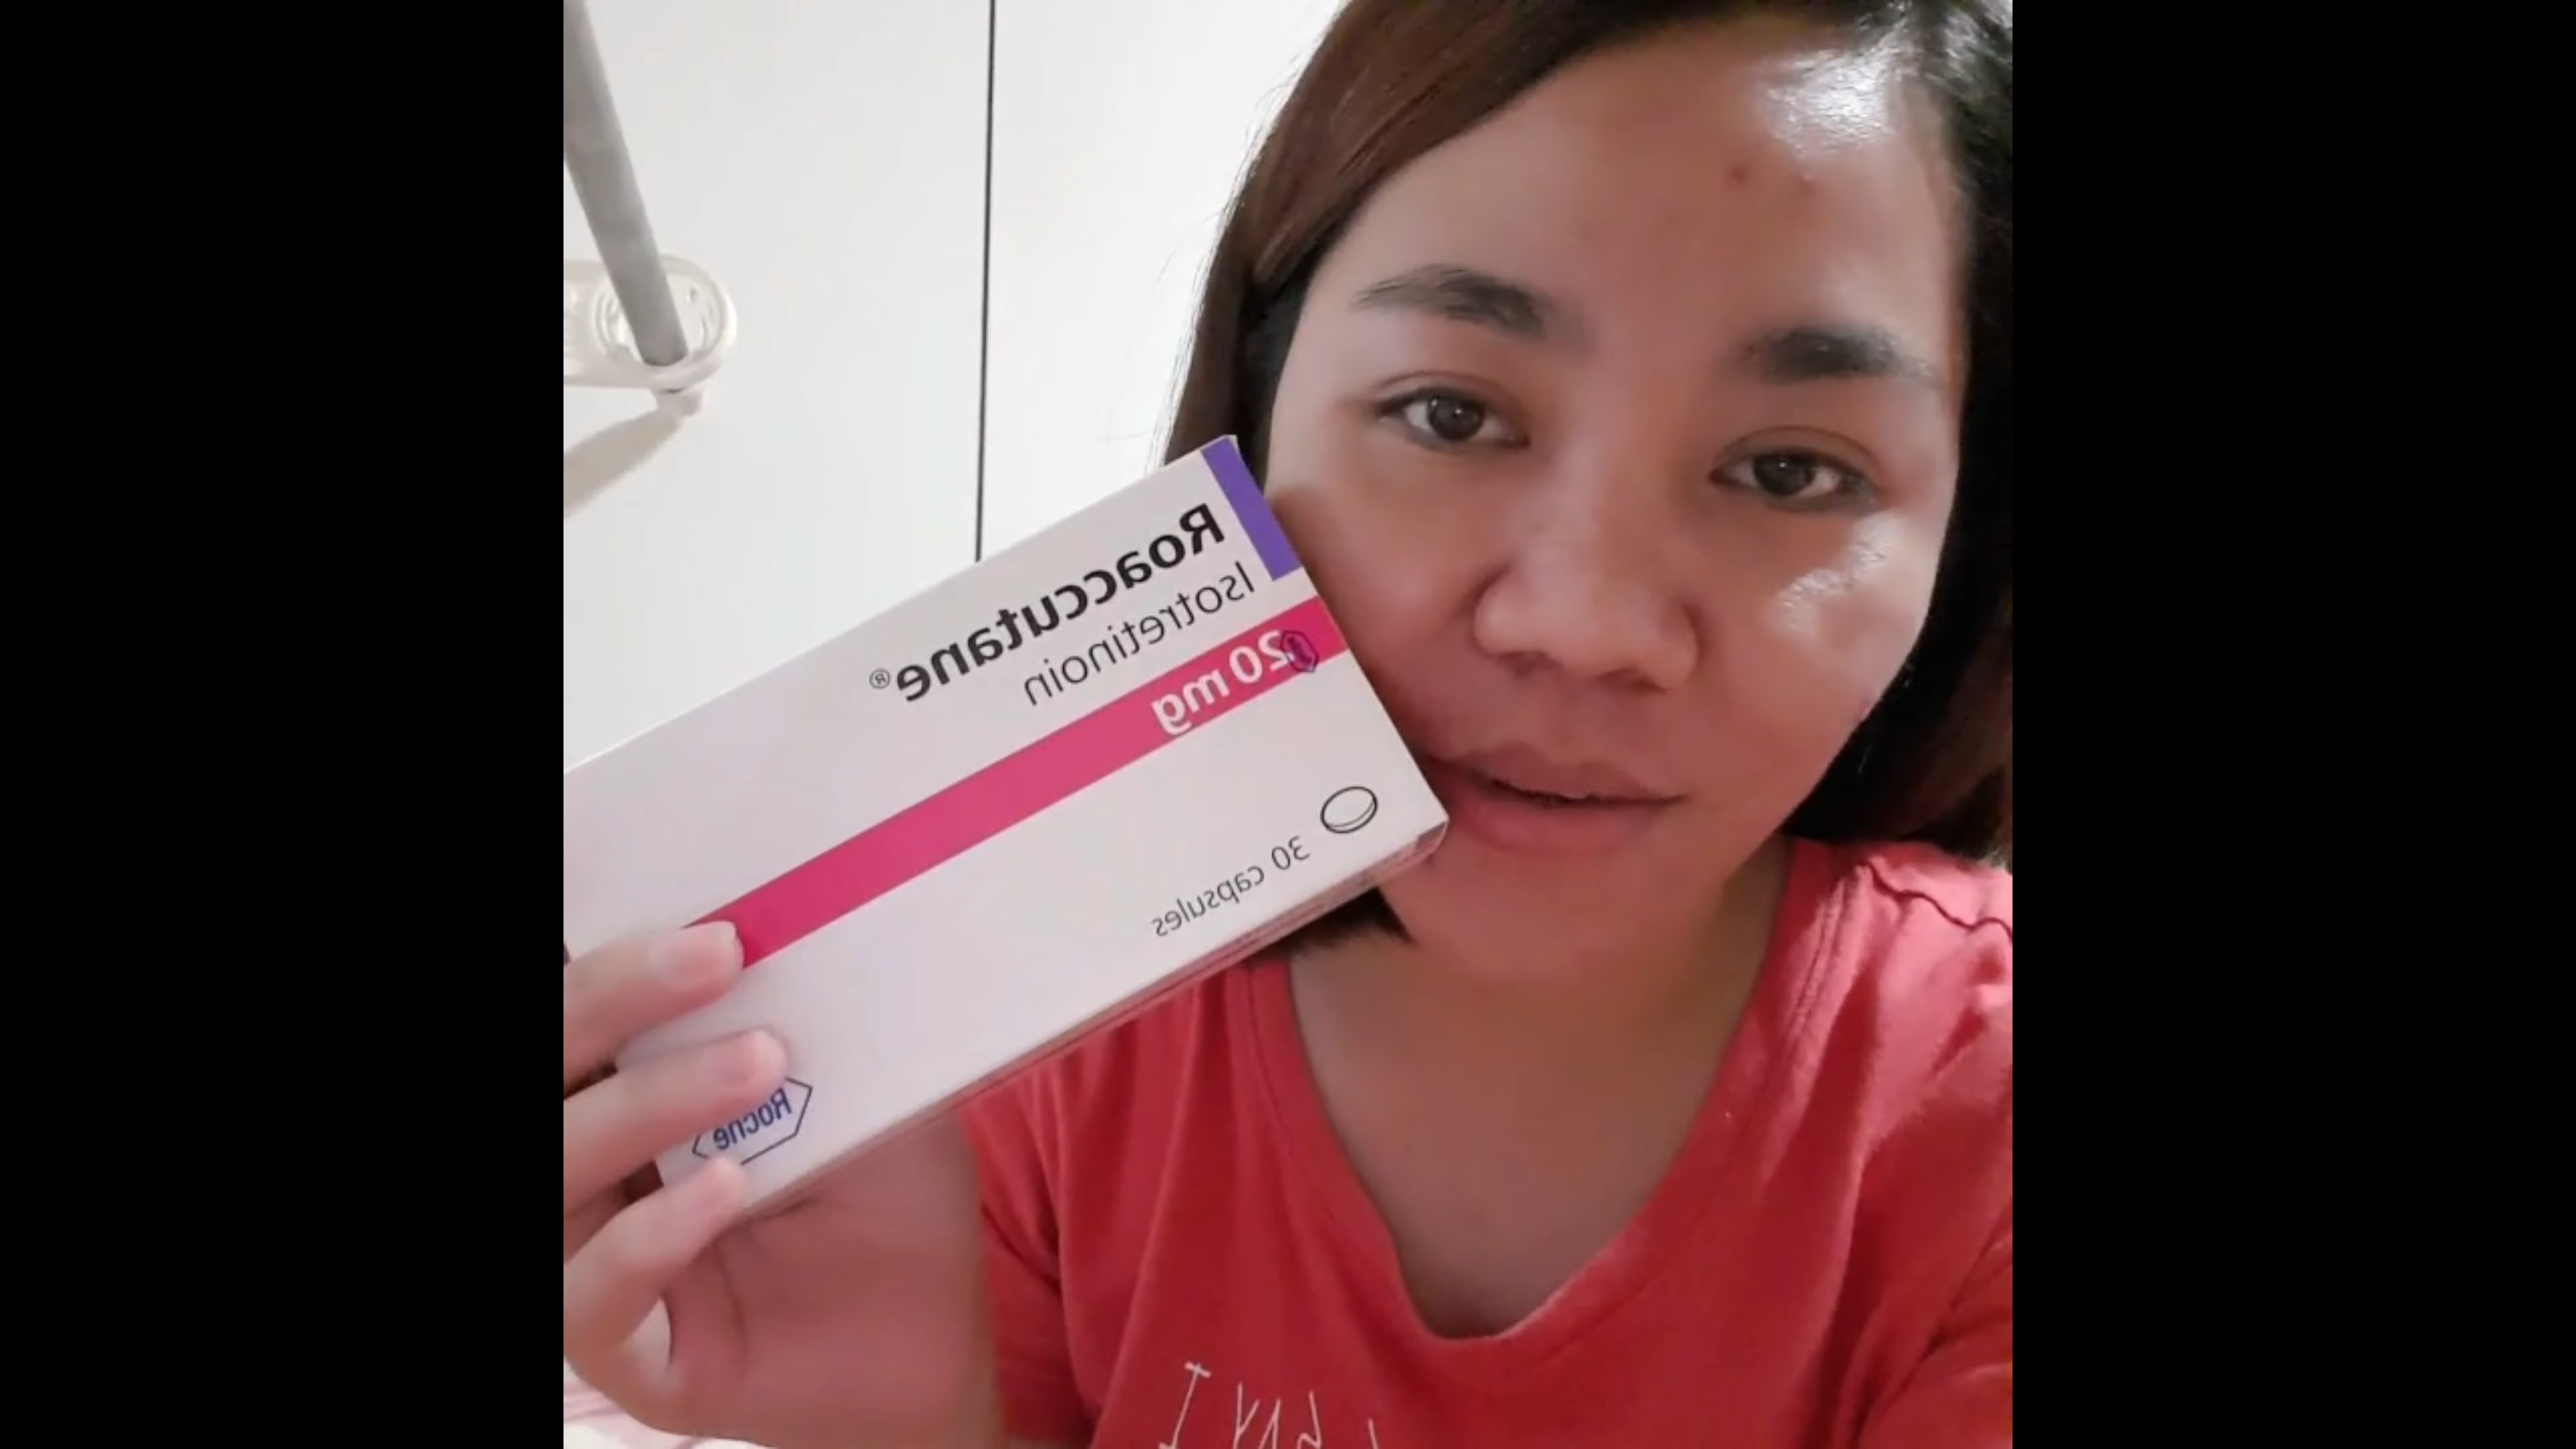 Roaccutane®
Isotretinoin
20 mg
30 capsules
Roche
I